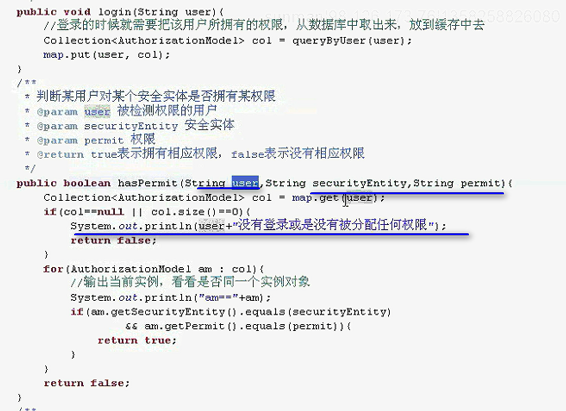 public void login(String user){
//登录的时候就需要把该用户所拥有的权限，从数据库中取出来，放到缓存中去
Collection<AuthorizationModel> col = queryByUser(user);
map.put(user, col);
}
/**
* 判断某用户对某个安全实体是否拥有某权限
* @param user 被检测权限的用户
* @param securityEntity 安全实体
* @param permit 权限
* @return true表示拥有相应权限，false表示没有相应权限
*/
public boolean hasPermit(String user,String securityEntity,String permit){
Collection<AuthorizationModel> col = map.get(user);
if(col==null || col.size()==0){
System.out.println(user+"没有登录或是没有被分配任何权限");
return false;
}
for(AuthorizationModel am : col){
//输出当前实例，看看是否同一个实例对象
System.out.println("am=="+am);
if(am.getSecurityEntity().equals(securityEntity)
&& am.getPermit().equals(permit)){
return true;
}
}
return false;
}
/**